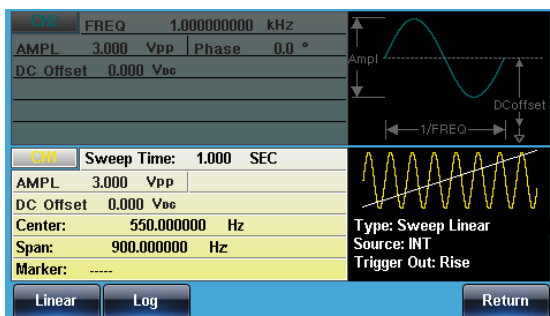 CH2 FREQ 1.000000000 kHz
AMPL 3.000 Vpp Phase 0.0 °
DC Offset 0.000 VDC
Ampl
DCoffset
1/FREQ
CH1 Sweep Time: 1.000 SEC
AMPL 3.000 Vpp
DC Offset 0.000 VDC
Center: 550.000000 Hz
Span: 900.000000 Hz
Marker: -----
Type: Sweep Linear
Source: INT
Trigger Out: Rise
Linear Log Return